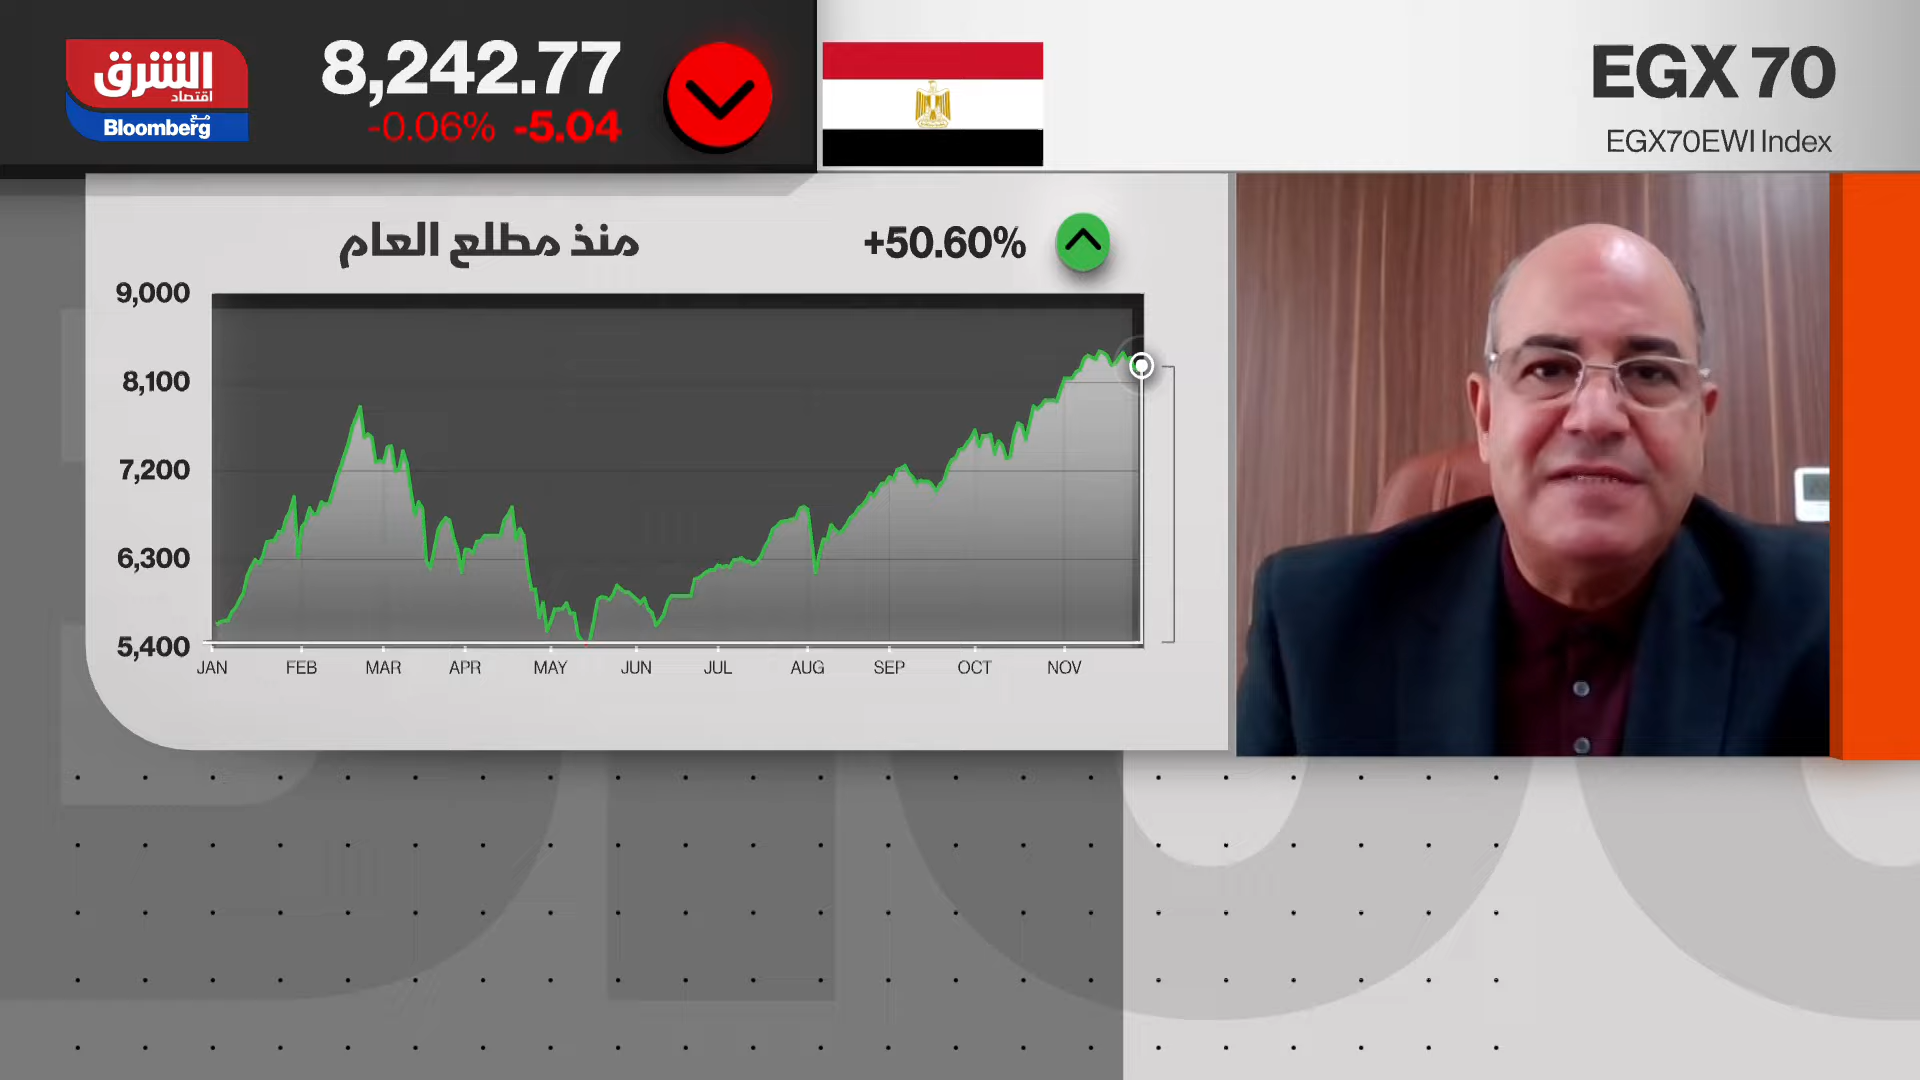 الشرق
اقتصاد
مع
Bloomberg
8,242.77
-0.06% -5.04
EGX 70
EGX70EWI Index
منذ مطلع العام
+50.60%
9,000
8,100
7,200
6,300
5,400
JAN FEB MAR APR MAY JUN JUL AUG SEP OCT NOV